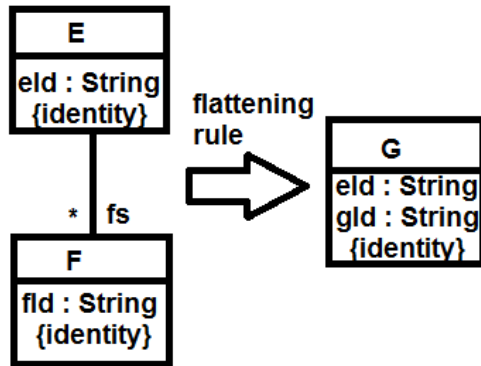 E
eId : String
{identity}
* fs
F
fId : String
{identity}
flattening
rule
G
eId : String
gId : String
{identity}